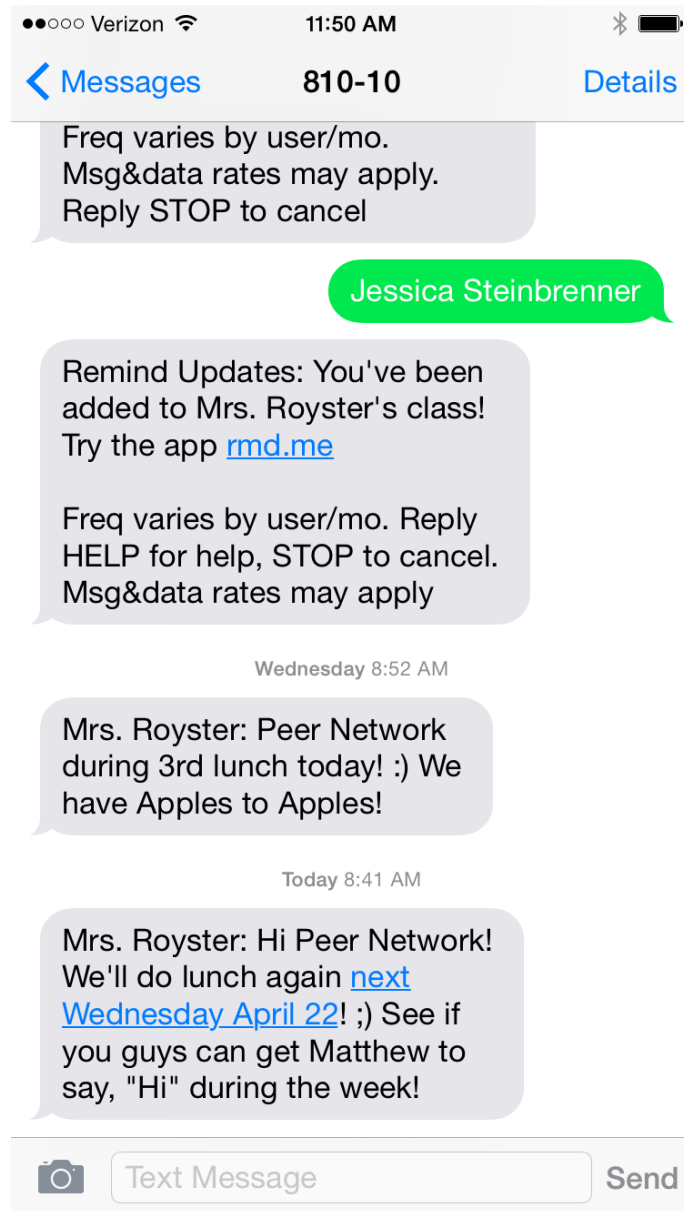 Verizon 11:50 AM
Messages 810-10 Details
Freq varies by user/mo.
Msg&data rates may apply.
Reply STOP to cancel
Jessica Steinbrenner
Remind Updates: You've been
added to Mrs. Royster's class!
Try the app rmd.me
Freq varies by user/mo. Reply
HELP for help, STOP to cancel.
Msg&data rates may apply
Wednesday 8:52 AM
Mrs. Royster: Peer Network
during 3rd lunch today! :) We
have Apples to Apples!
Today 8:41 AM
Mrs. Royster: Hi Peer Network!
We'll do lunch again next
Wednesday April 22! ;) See if
you guys can get Matthew to
say, "Hi" during the week!
Text Message Send